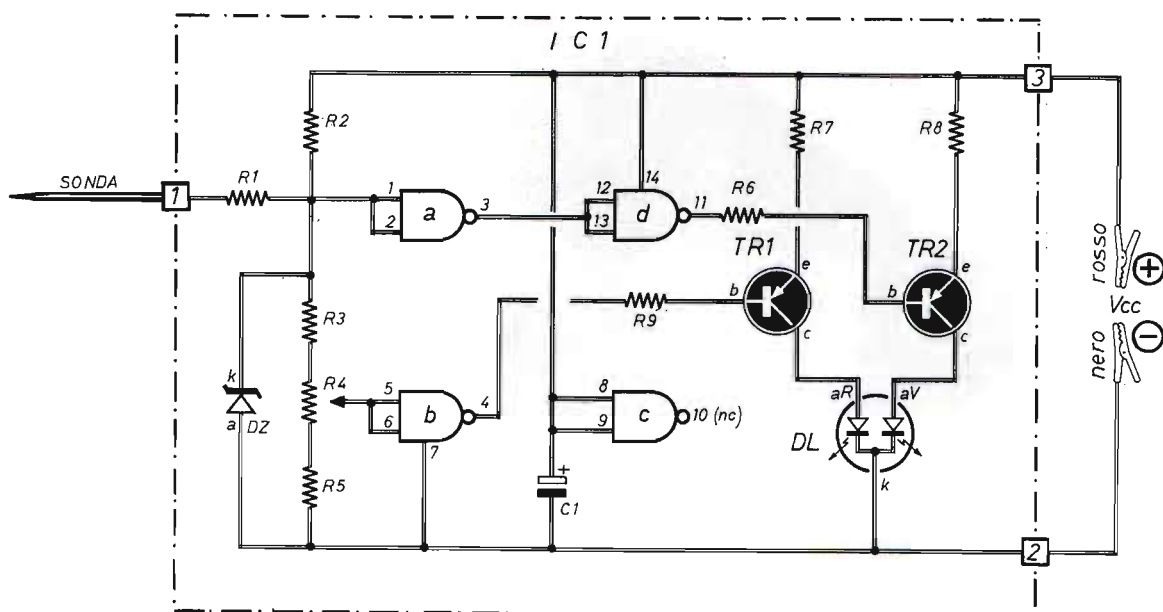 I C 1
3
R2
R7
R8
SONDA
1
R1
1
2
a
3
14
12
13
d
11
R6
TR1
TR2
e
b
c
e
b
c
rosso
+
Vcc
nero
−
R3
R9
k
a
DZ
R4
5
6
b
4
7
8
9
c
10 (nc)
aR
aV
DL
k
R5
+
C1
2